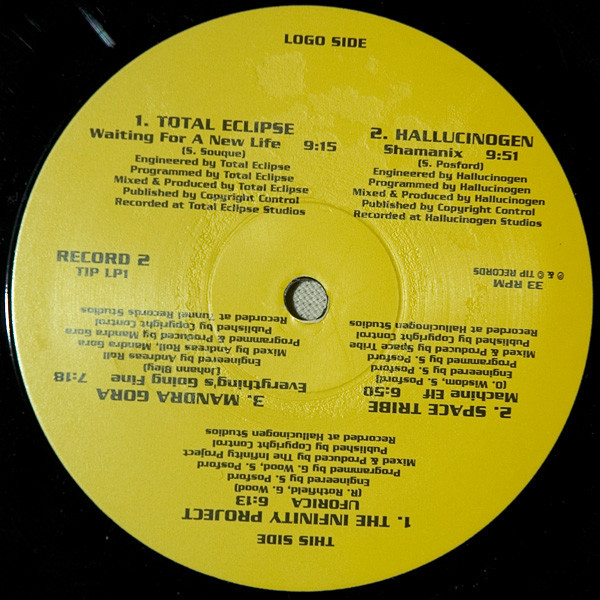 LOGO SIDE
1. TOTAL ECLIPSE
Waiting For A New Life 9:15
(S. Souque)
Engineered by Total Eclipse
Programmed by Total Eclipse
Mixed & Produced by Total Eclipse
Published by Copyright Control
Recorded at Total Eclipse Studios
2. HALLUCINOGEN
Shamanix 9:51
(S. Posford)
Engineered by Hallucinogen
Programmed by Hallucinogen
Mixed & Produced by Hallucinogen
Published by Copyright Control
Recorded at Hallucinogen Studios
RECORD 2
TIP LP1
33 RPM
℗ & © TIP RECORDS
THIS SIDE
1. THE INFINITY PROJECT
UFORICA 6:13
(R. Rothfield, G. Wood)
Engineered by S. Posford
Programmed by G. Wood, S. Posford
Mixed & Produced by The Infinity Project
Published by Copyright Control
Recorded at Hallucinogen Studios
2. SPACE TRIBE
Machine Elf 6:50
(O. Wisdom, S. Posford)
Engineered by S. Posford
Programmed by S. Posford
Mixed & Produced by Space Tribe
Published by Copyright Control
Recorded at Hallucinogen Studios
3. MANDRA GORA
Everything's Going Fine 7:18
(Johann Bley)
Engineered by Andreas Roll
Mixed by Andreas Roll, Mandra Gora
Programmed & Produced by Mandra Gora
Published by Copyright Control
Recorded at Tunnel Records Studios